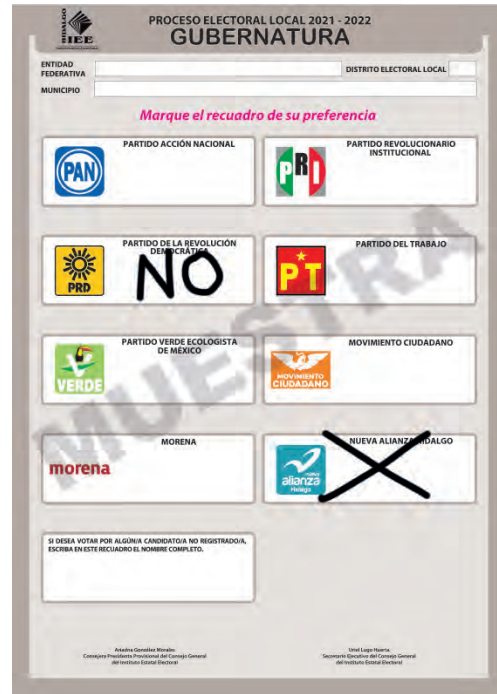 HIDALGO
IEE
PROCESO ELECTORAL LOCAL 2021 - 2022
GUBERNATURA
ENTIDAD
FEDERATIVA
DISTRITO ELECTORAL LOCAL
MUNICIPIO
Marque el recuadro de su preferencia
PARTIDO ACCIÓN NACIONAL
PAN
PARTIDO REVOLUCIONARIO
INSTITUCIONAL
PRI
PARTIDO DE LA REVOLUCIÓN
DEMOCRÁTICA
PRD
NO
PARTIDO DEL TRABAJO
PT
PARTIDO VERDE ECOLOGISTA
DE MÉXICO
VERDE
MOVIMIENTO CIUDADANO
MOVIMIENTO
CIUDADANO
MORENA
morena
NUEVA ALIANZA HIDALGO
nueva
alianza
Hidalgo
X
MUESTRA
SI DESEA VOTAR POR ALGÚN/A CANDIDATO/A NO REGISTRADO/A,
ESCRIBA EN ESTE RECUADRO EL NOMBRE COMPLETO.
Ariadna González Morales
Consejera Presidenta Provisional del Consejo General
del Instituto Estatal Electoral
Uriel Lugo Huerta
Secretario Ejecutivo del Consejo General
del Instituto Estatal Electoral